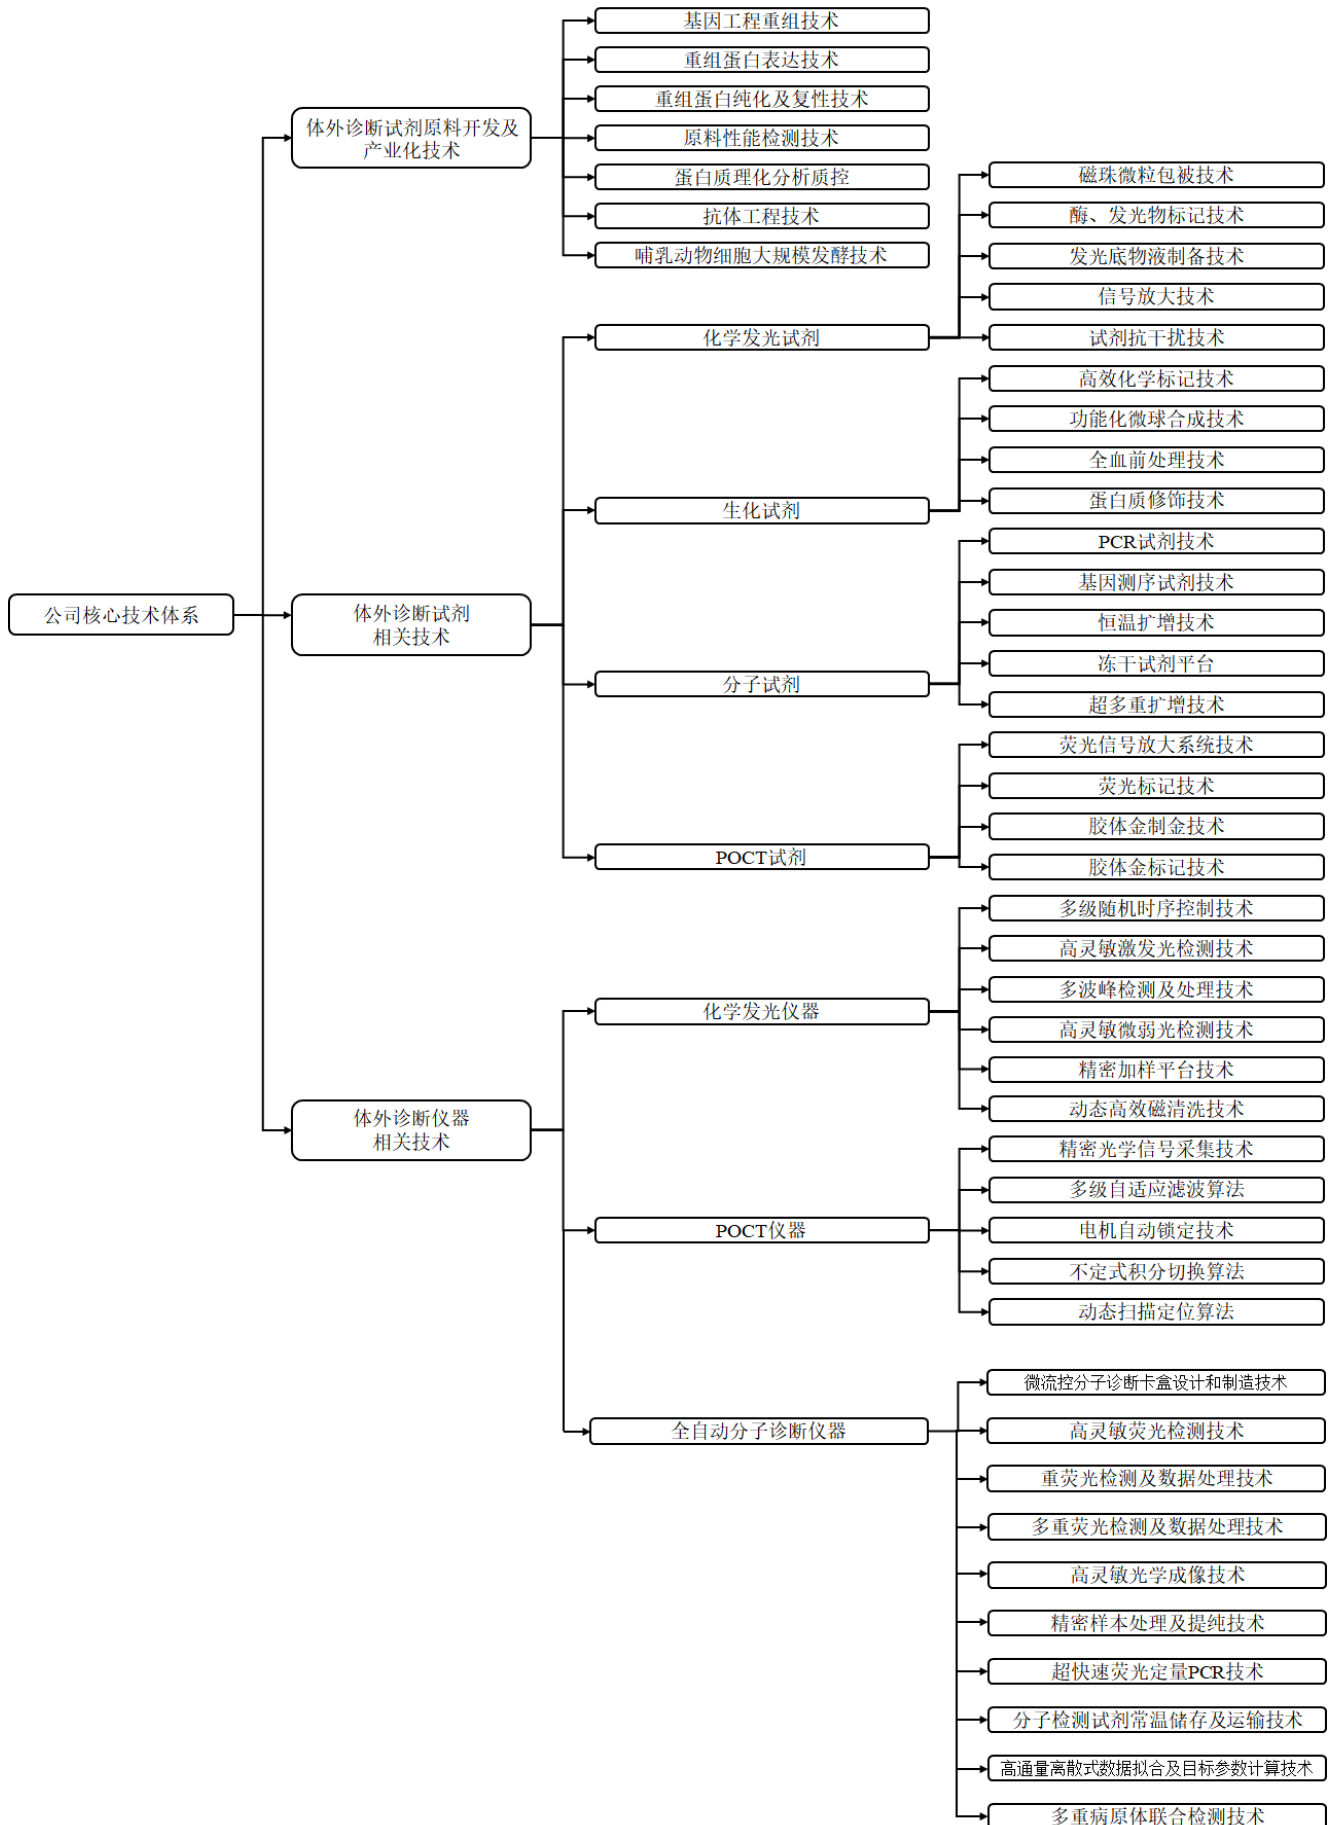 公司核心技术体系
体外诊断试剂原料开发及
产业化技术
基因工程重组技术
重组蛋白表达技术
重组蛋白纯化及复性技术
原料性能检测技术
蛋白质理化分析质控
抗体工程技术
哺乳动物细胞大规模发酵技术
体外诊断试剂
相关技术
化学发光试剂
磁珠微粒包被技术
酶、发光物标记技术
发光底物液制备技术
信号放大技术
试剂抗干扰技术
生化试剂
高效化学标记技术
功能化微球合成技术
全血前处理技术
蛋白质修饰技术
分子试剂
PCR试剂技术
基因测序试剂技术
恒温扩增技术
冻干试剂平台
超多重扩增技术
POCT试剂
荧光信号放大系统技术
荧光标记技术
胶体金制金技术
胶体金标记技术
体外诊断仪器
相关技术
化学发光仪器
多级随机时序控制技术
高灵敏激发光检测技术
多波峰检测及处理技术
高灵敏微弱光检测技术
精密加样平台技术
动态高效磁清洗技术
POCT仪器
精密光学信号采集技术
多级自适应滤波算法
电机自动锁定技术
不定式积分切换算法
动态扫描定位算法
全自动分子诊断仪器
微流控分子诊断卡盒设计和制造技术
高灵敏荧光检测技术
重荧光检测及数据处理技术
多重荧光检测及数据处理技术
高灵敏光学成像技术
精密样本处理及提纯技术
超快速荧光定量PCR技术
分子检测试剂常温储存及运输技术
高通量离散式数据拟合及目标参数计算技术
多重病原体联合检测技术